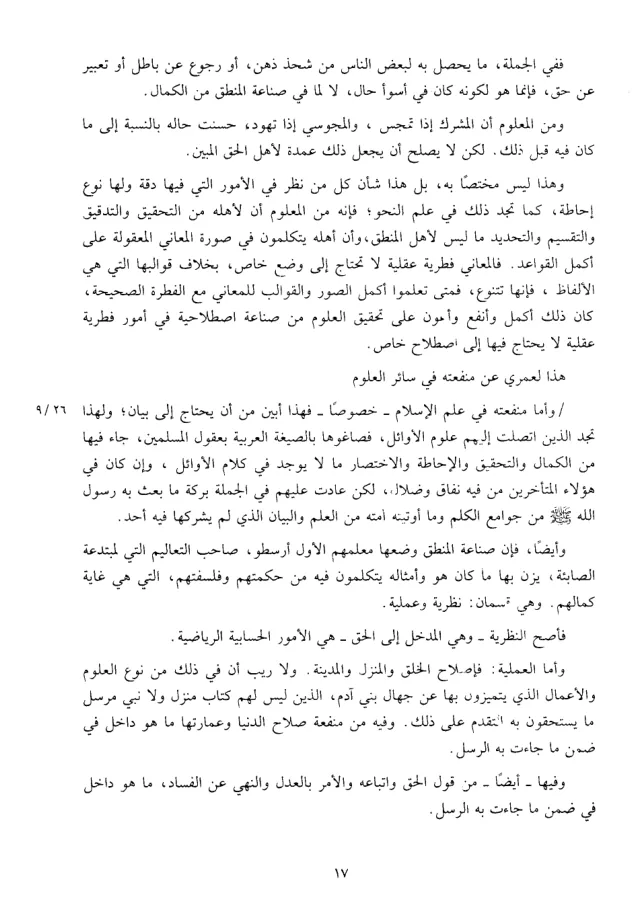 ففي الجملة، ما يحصل به لبعض الناس من شحذ ذهن، أو رجوع عن باطل أو تعبير
عن حق، فإنما هو لكونه كان في أسوأ حال، لا لما في صناعة المنطق من الكمال.
ومن المعلوم أن المشرك إذا تمجس، والمجوسي إذا تهود، حسنت حاله بالنسبة إلى ما
كان فيه قبل ذلك. لكن لا يصلح أن يجعل ذلك عمدة لأهل الحق المبين.
وهذا ليس مختصًا به، بل هذا شأن كل من نظر في الأمور التي فيها دقة ولها نوع
إحاطة، كما تجد ذلك في علم النحو؛ فإنه من المعلوم أن لأهله من التحقيق والتدقيق
والتقسيم والتحديد ما ليس لأهل المنطق،وأن أهله يتكلمون في صورة المعاني المعقولة على
أكمل القواعد. فالمعاني فطرية عقلية لا تحتاج إلى وضع خاص، بخلاف قوالبها التي هي
الألفاظ، فإنها تتنوع، فمتى تعلموا أكمل الصور والقوالب للمعاني مع الفطرة الصحيحة،
كان ذلك أكمل وأنفع وأعون على تحقيق العلوم من صناعة اصطلاحية في أمور فطرية
عقلية لا يحتاج فيها إلى اصطلاح خاص.
هذا لعمري عن منفعته في سائر العلوم
/ وأما منفعته في علم الإسلام ـ خصوصًا ـ فهذا أبين من أن يحتاج إلى بيان؛ ولهذا ٩/٢٦
تجد الذين اتصلت إليهم علوم الأوائل، فصاغوها بالصيغة العربية بعقول المسلمين، جاء فيها
من الكمال والتحقيق والإحاطة والاختصار ما لا يوجد في كلام الأوائل، وإن كان في
هؤلاء المتأخرين من فيه نفاق وضلال، لكن عادت عليهم في الجملة بركة ما بعث به رسول
الله ﷺ من جوامع الكلم وما أوتيته أمته من العلم والبيان الذي لم يشركها فيه أحد.
وأيضًا، فإن صناعة المنطق وضعها معلمهم الأول أرسطو، صاحب التعاليم التي لمبتدعة
الصابئة، يزن بها ما كان هو وأمثاله يتكلمون فيه من حكمتهم وفلسفتهم، التي هي غاية
كمالهم. وهي قسمان: نظرية وعملية.
فأصح النظرية ـ وهي المدخل إلى الحق ـ هي الأمور الحسابية الرياضية.
وأما العملية: فإصلاح الخلق والمنزل والمدينة. ولا ريب أن في ذلك من نوع العلوم
والأعمال الذي يتميزون بها عن جهال بني آدم، الذين ليس لهم كتاب منزل ولا نبي مرسل
ما يستحقون به التقدم على ذلك. وفيه من منفعة صلاح الدنيا وعمارتها ما هو داخل في
ضمن ما جاءت به الرسل.
وفيها ـ أيضًا ـ من قول الحق واتباعه والأمر بالعدل والنهي عن الفساد، ما هو داخل
في ضمن ما جاءت به الرسل.
١٧